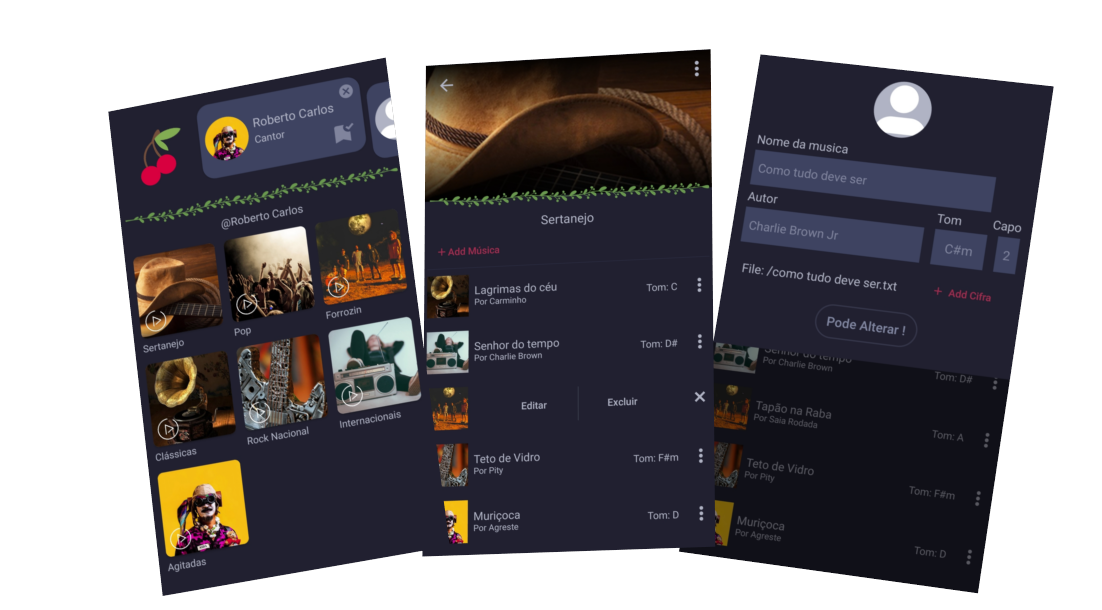 Roberto Carlos
Cantor
@Roberto Carlos
Sertanejo
Pop
Forrozin
Clássicas
Rock Nacional
Internacionais
Agitadas
Sertanejo
+ Add Música
Lagrimas do céu
Por Carminho
Tom: C
Senhor do tempo
Por Charlie Brown
Tom: D#
Editar
Excluir
Teto de Vidro
Por Pity
Tom: F#m
Muriçoca
Por Agreste
Tom: D
Nome da musica
Como tudo deve ser
Autor
Tom
Capo
Charlie Brown Jr
C#m
2
File: /como tudo deve ser.txt
+ Add Cifra
Pode Alterar !
Senhor do tempo
Por Charlie Brown
Tom: D#
Tapão na Raba
Por Saia Rodada
Tom: A
Teto de Vidro
Por Pity
Tom: F#m
Muriçoca
Por Agreste
Tom: D